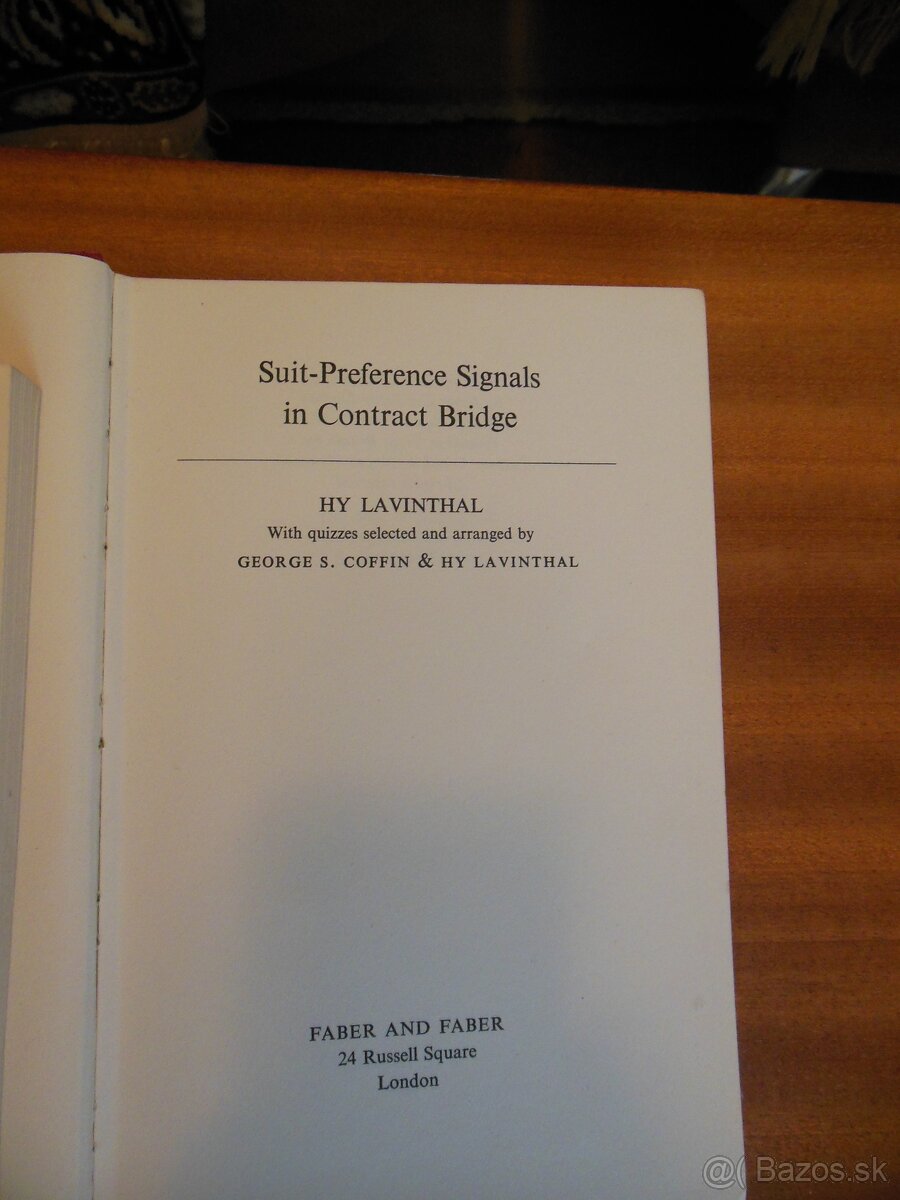 Suit-Preference Signals
in Contract Bridge
HY LAVINTHAL
With quizzes selected and arranged by
GEORGE S. COFFIN & HY LAVINTHAL
FABER AND FABER
24 Russell Square
London
@( Bazos.sk